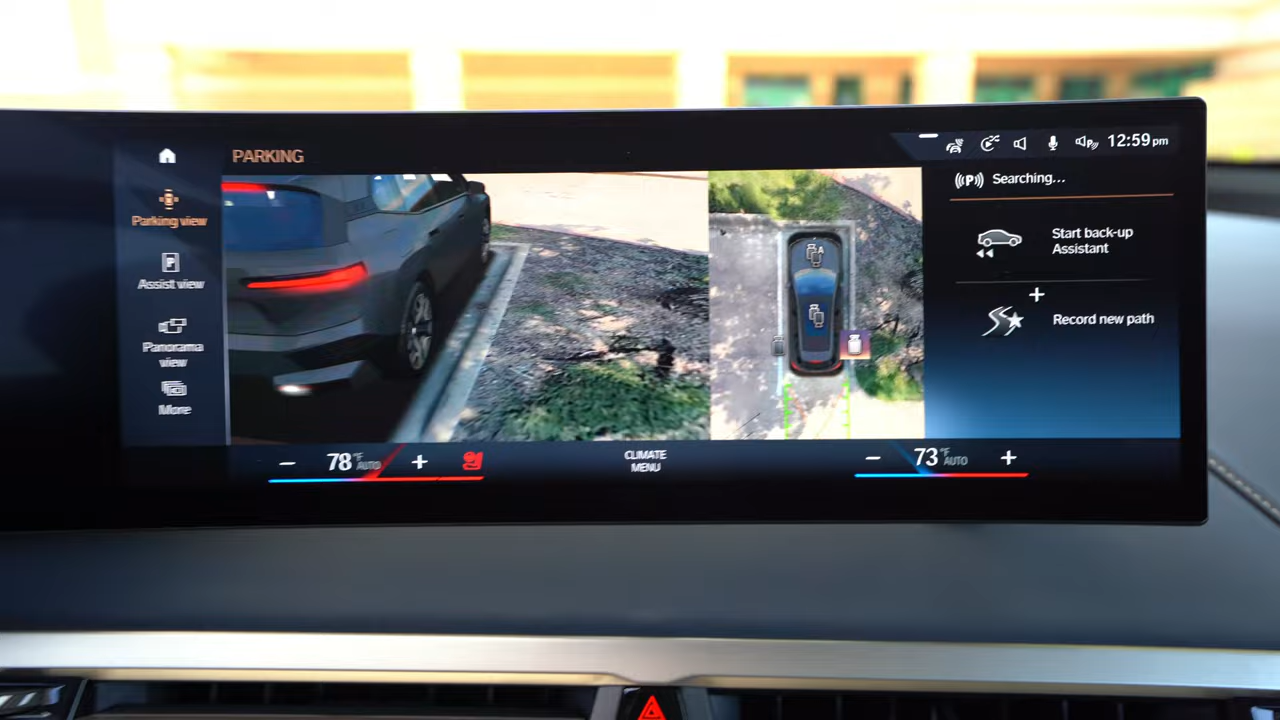 PARKING
12:59 pm
Parking view
Assist view
Panorama
view
More
((P)) Searching...
Start back-up
Assistant
Record new path
A
− 78 °F AUTO +
CLIMATE
MENU
− 73 °F AUTO +